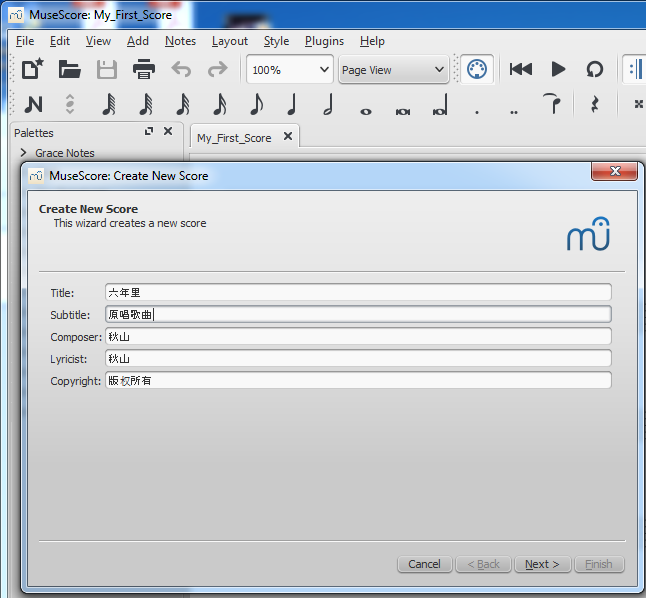 MuseScore: My_First_Score
File Edit View Add Notes Layout Style Plugins Help
100% Page View
Palettes
My_First_Score
Grace Notes
MuseScore: Create New Score
Create New Score
This wizard creates a new score
Title: 六年里
Subtitle: 原唱歌曲
Composer: 秋山
Lyricist: 秋山
Copyright: 版权所有
Cancel < Back Next > Finish